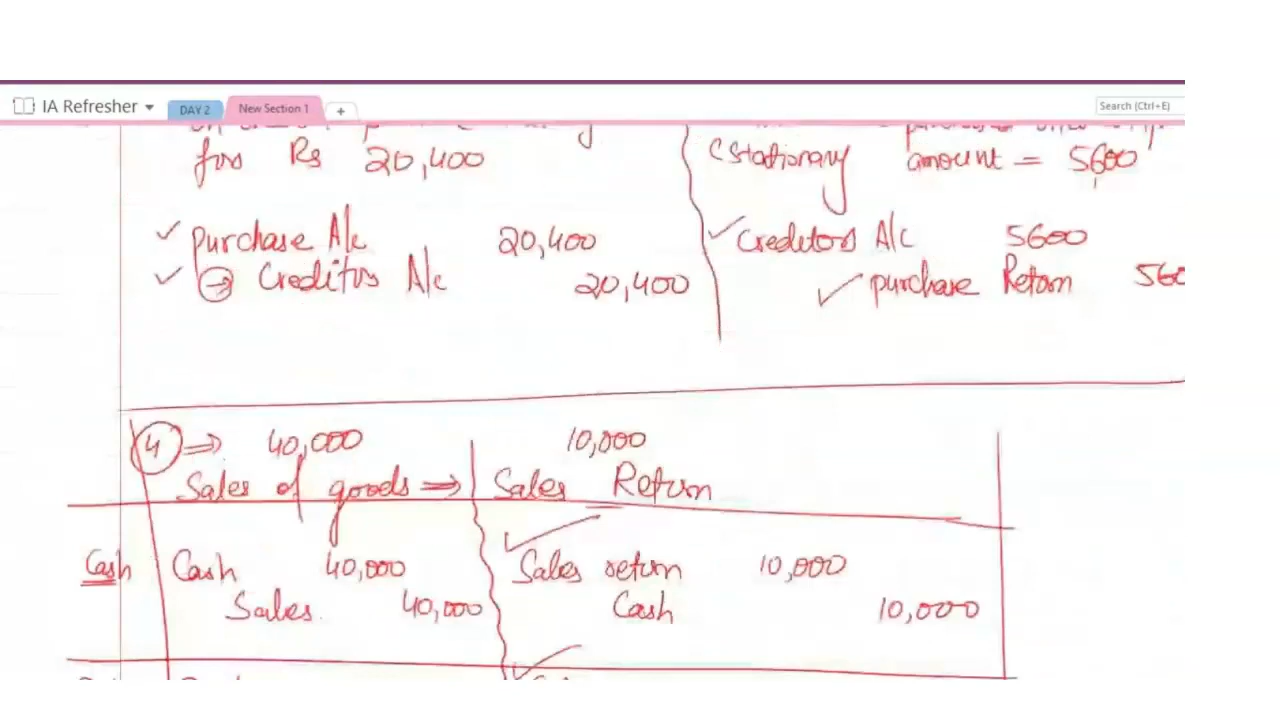 IA Refresher
DAY 2
New Section 1
+
Search (Ctrl+E)
for Rs 20,400
(Stationary amount = 5600
purchase A/c 20,400
→ Creditors A/c 20,400
Creditors A/c 5600
purchase Return 560
4 ⇒ 40,000
Sales of goods ⇒
10,000
Sales Return
Cash
Cash 40,000
Sales 40,000
Sales return 10,000
Cash 10,000